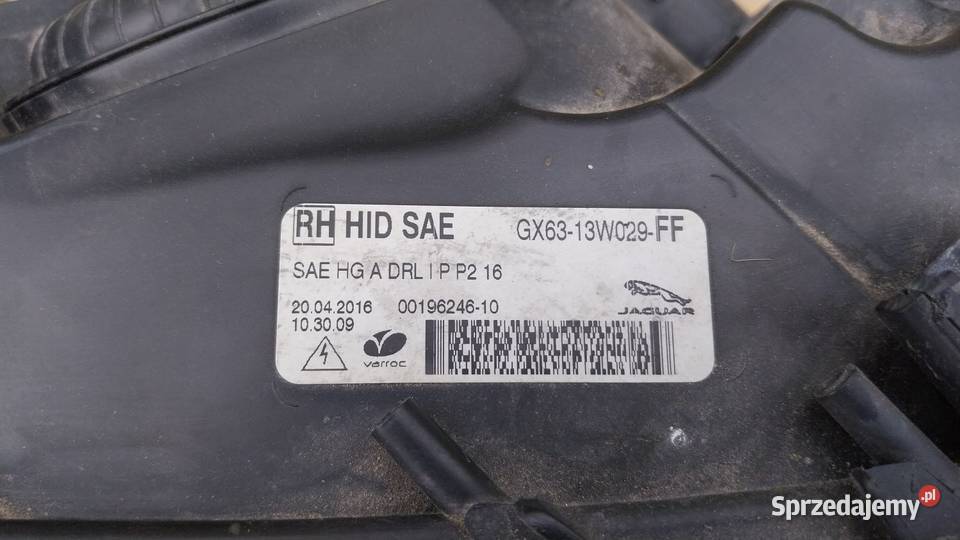 RH HID SAE GX63-13W029-FF
SAE HG A DRL I P P2 16
20.04.2016 00196246-10
10.30.09
JAGUAR
varroc
Sprzedajemy.pl